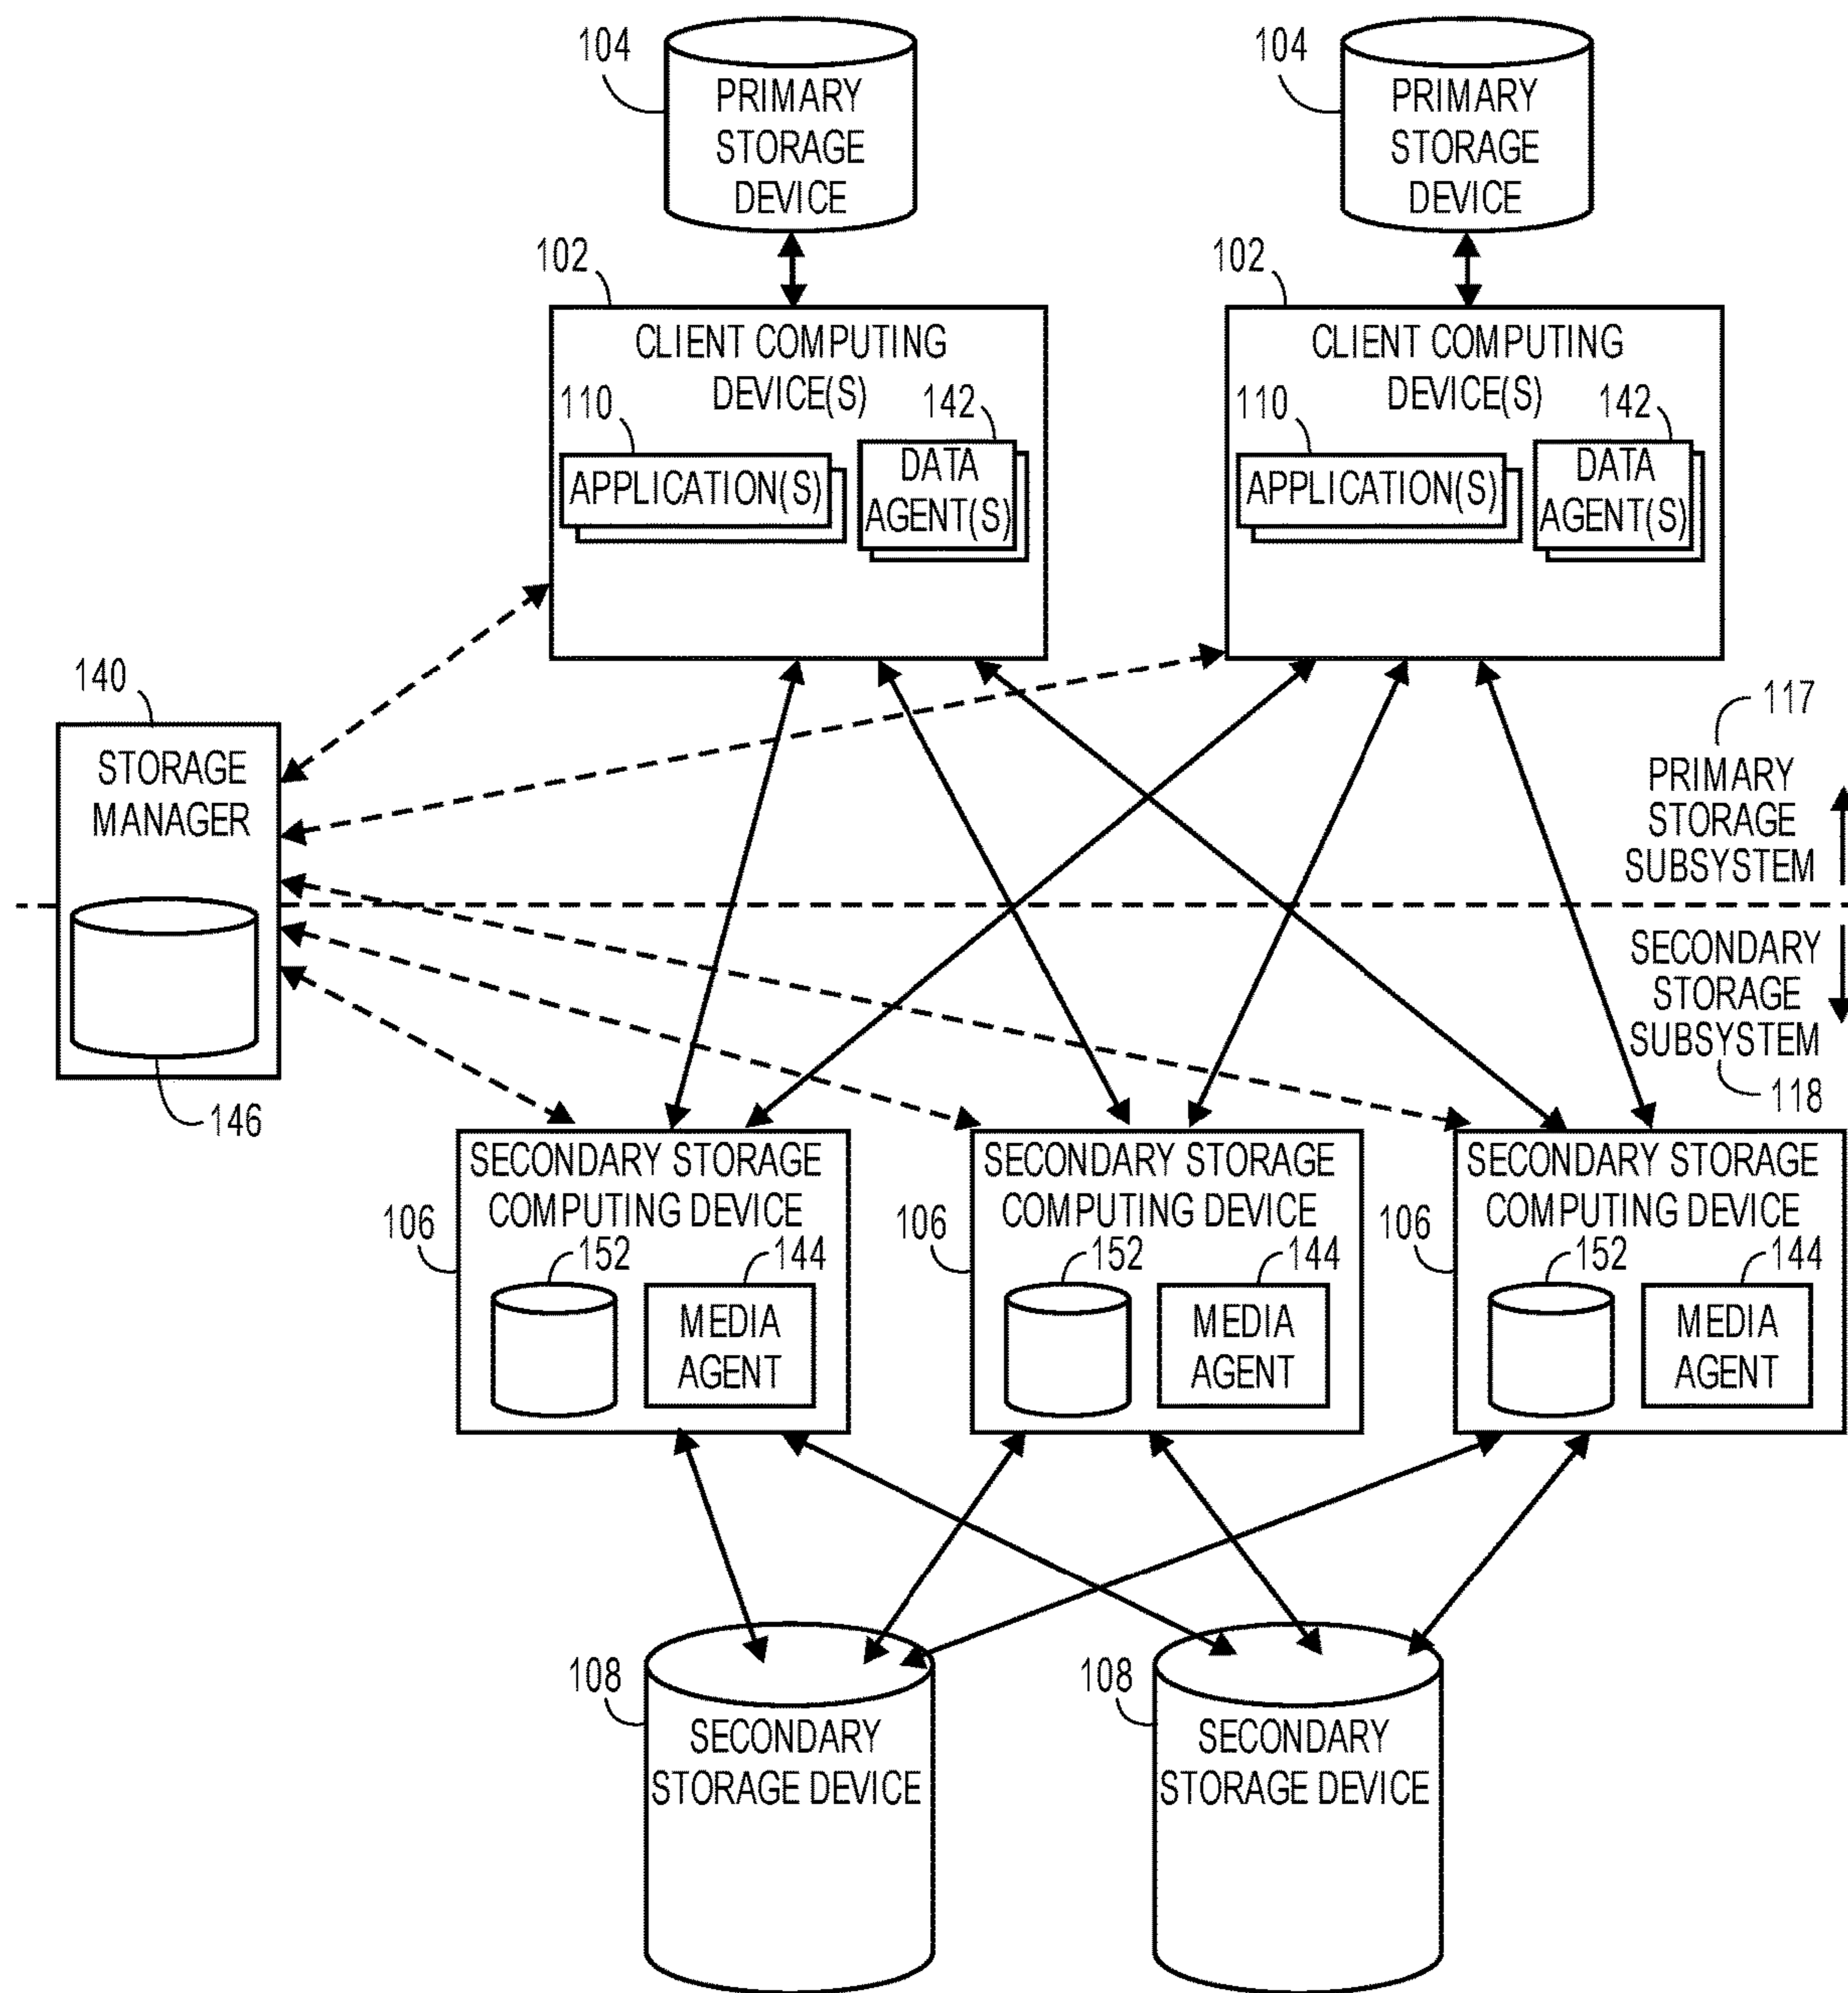 104
PRIMARY
STORAGE
DEVICE
104
PRIMARY
STORAGE
DEVICE
102
CLIENT COMPUTING
DEVICE(S)
110
142
APPLICATION(S)
DATA
AGENT(S)
102
CLIENT COMPUTING
DEVICE(S)
110
142
APPLICATION(S)
DATA
AGENT(S)
140
STORAGE
MANAGER
146
117
PRIMARY
STORAGE
SUBSYSTEM
SECONDARY
STORAGE
SUBSYSTEM
118
SECONDARY STORAGE
COMPUTING DEVICE
106
152
144
MEDIA
AGENT
SECONDARY STORAGE
COMPUTING DEVICE
106
152
144
MEDIA
AGENT
SECONDARY STORAGE
COMPUTING DEVICE
106
152
144
MEDIA
AGENT
108
SECONDARY
STORAGE DEVICE
108
SECONDARY
STORAGE DEVICE